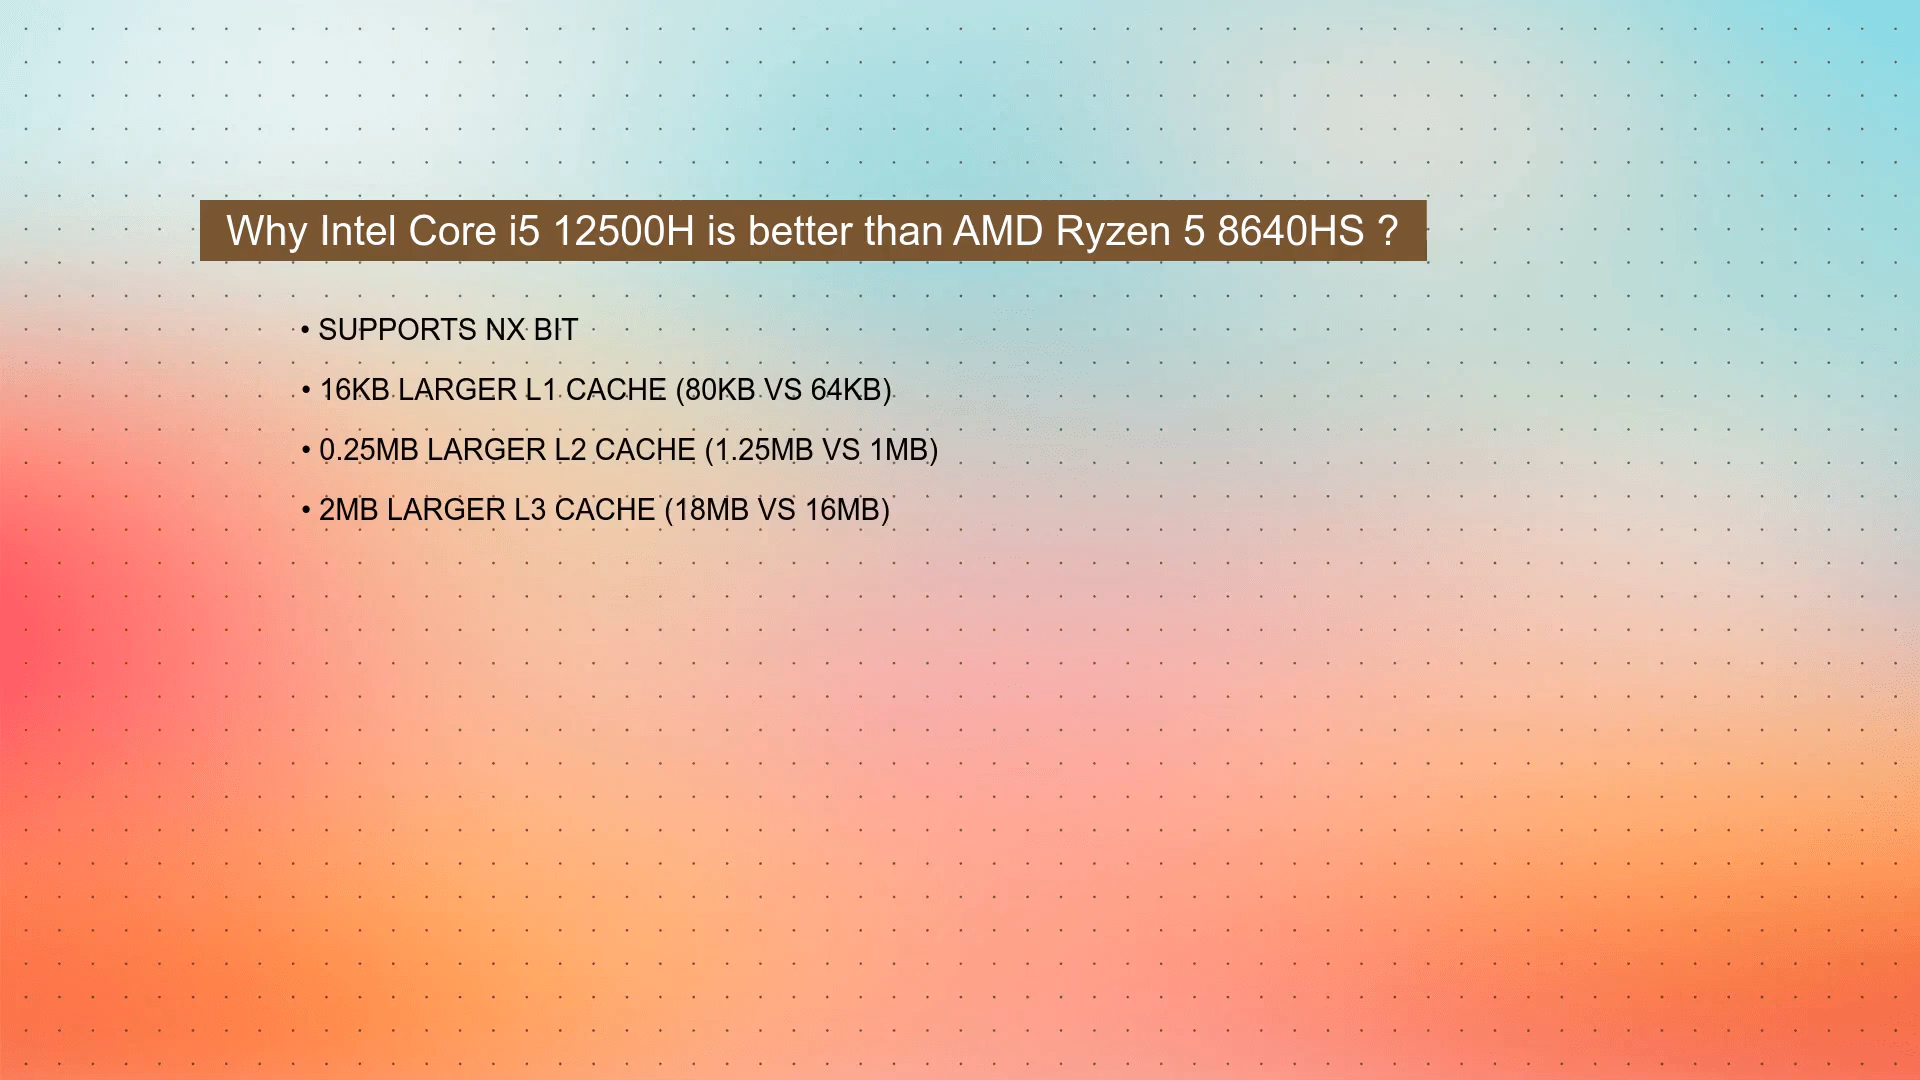 Why Intel Core i5 12500H is better than AMD Ryzen 5 8640HS ?
• SUPPORTS NX BIT
• 16KB LARGER L1 CACHE (80KB VS 64KB)
• 0.25MB LARGER L2 CACHE (1.25MB VS 1MB)
• 2MB LARGER L3 CACHE (18MB VS 16MB)